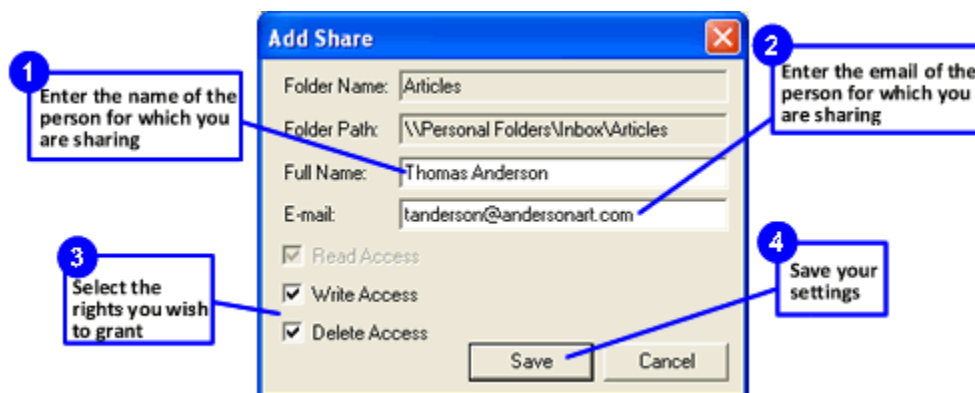 Add Share
1
Enter the name of the
person for which you
are sharing
2
Enter the email of the
person for which you
are sharing
Folder Name: Articles
Folder Path: \\Personal Folders\Inbox\Articles
Full Name: Thomas Anderson
E-mail: tanderson@andersonart.com
3
Select the
rights you wish
to grant
Read Access
Write Access
Delete Access
4
Save your
settings
Save Cancel